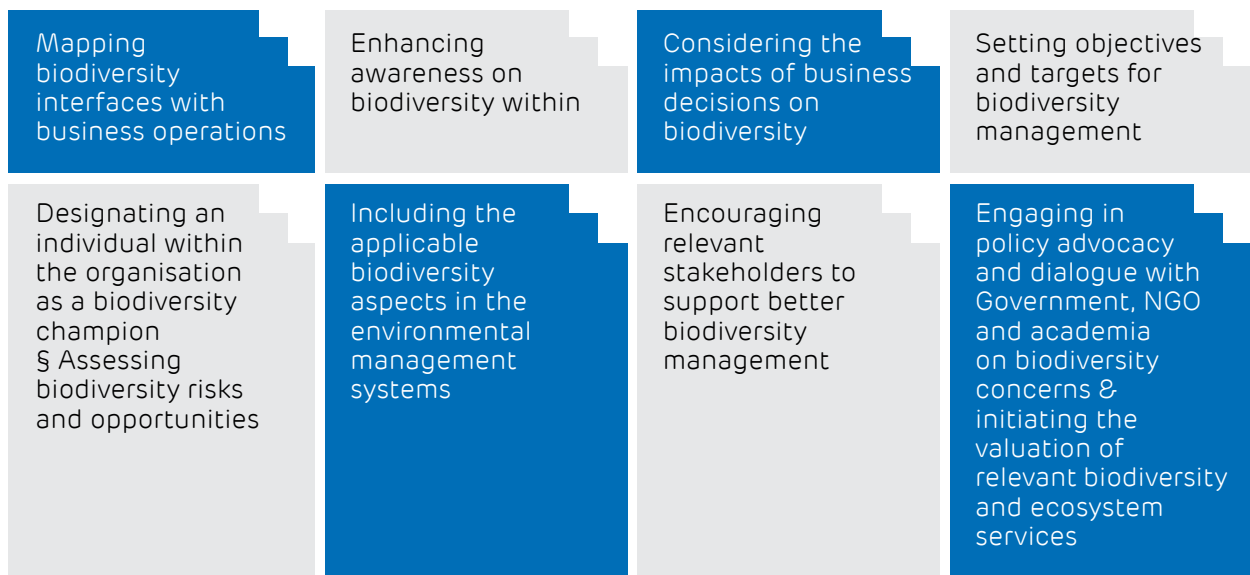 Mapping
biodiversity
interfaces with
business operations
Enhancing
awareness on
biodiversity within
Considering the
impacts of business
decisions on
biodiversity
Setting objectives
and targets for
biodiversity
management
Designating an
individual within
the organisation
as a biodiversity
champion
§ Assessing
biodiversity risks
and opportunities
Including the
applicable
biodiversity
aspects in the
environmental
management
systems
Encouraging
relevant
stakeholders to
support better
biodiversity
management
Engaging in
policy advocacy
and dialogue with
Government, NGO
and academia
on biodiversity
concerns &
initiating the
valuation of
relevant biodiversity
and ecosystem
services